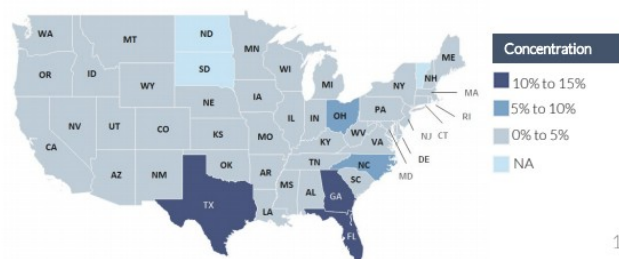 WA
MT
ND
MN
ME
OR
ID
SD
WI
NH
WY
MI
NY
MA
NE
IA
PA
RI
NV
UT
CO
IL
IN
OH
NJ
CT
CA
KS
MO
WV
VA
DE
KY
MD
AZ
NM
OK
AR
TN
NC
SC
TX
LA
MS
AL
GA
FL
Concentration
10% to 15%
5% to 10%
0% to 5%
NA
1